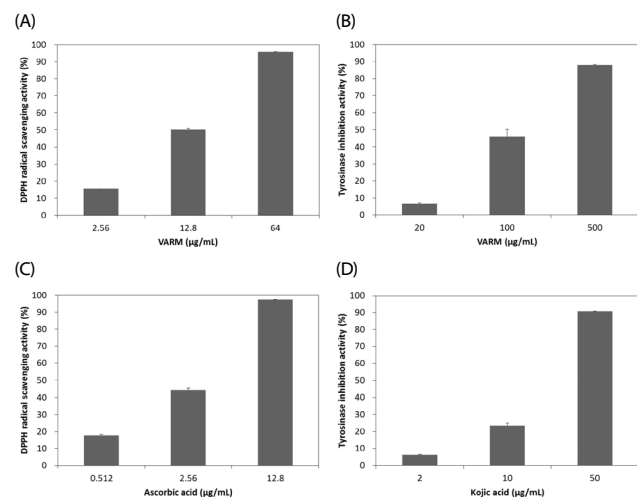 (A)
DPPH radical scavenging activity (%)
100
90
80
70
60
50
40
30
20
10
0
2.56 12.8 64
VARM (µg/mL)
(B)
Tyrosinase inhibition activity (%)
100
90
80
70
60
50
40
30
20
10
0
20 100 500
VARM (µg/mL)
(C)
DPPH radical scavenging activity (%)
100
90
80
70
60
50
40
30
20
10
0
0.512 2.56 12.8
Ascorbic acid (µg/mL)
(D)
Tyrosinase inhibition activity (%)
100
90
80
70
60
50
40
30
20
10
0
2 10 50
Kojic acid (µg/mL)